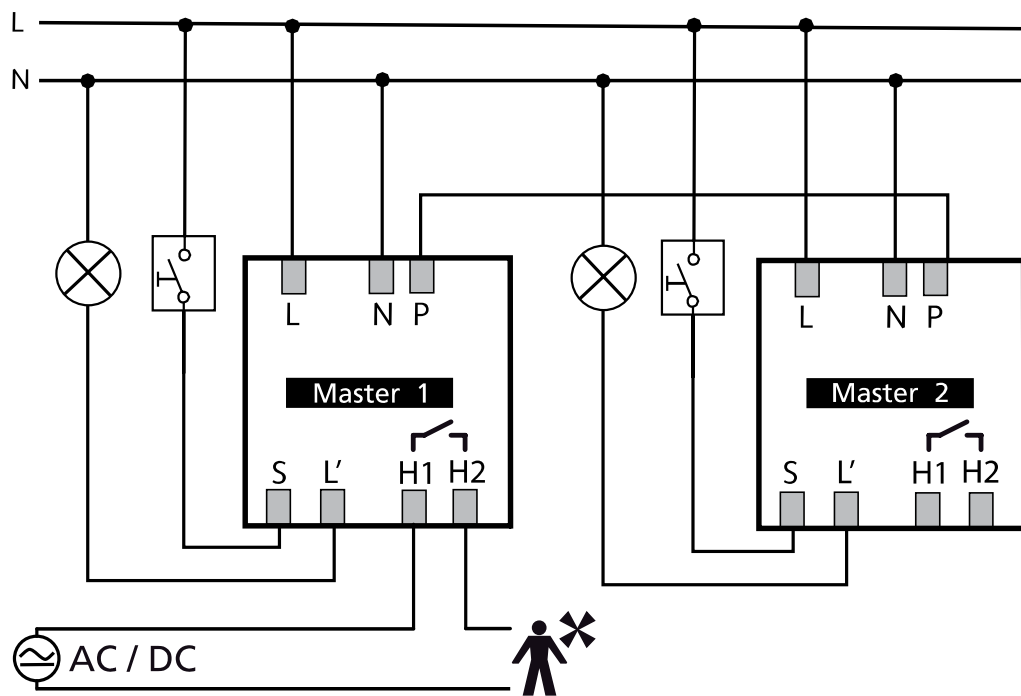 L
N
L N P L N P
Master 1 Master 2
S L' H1 H2 S L' H1 H2
AC / DC